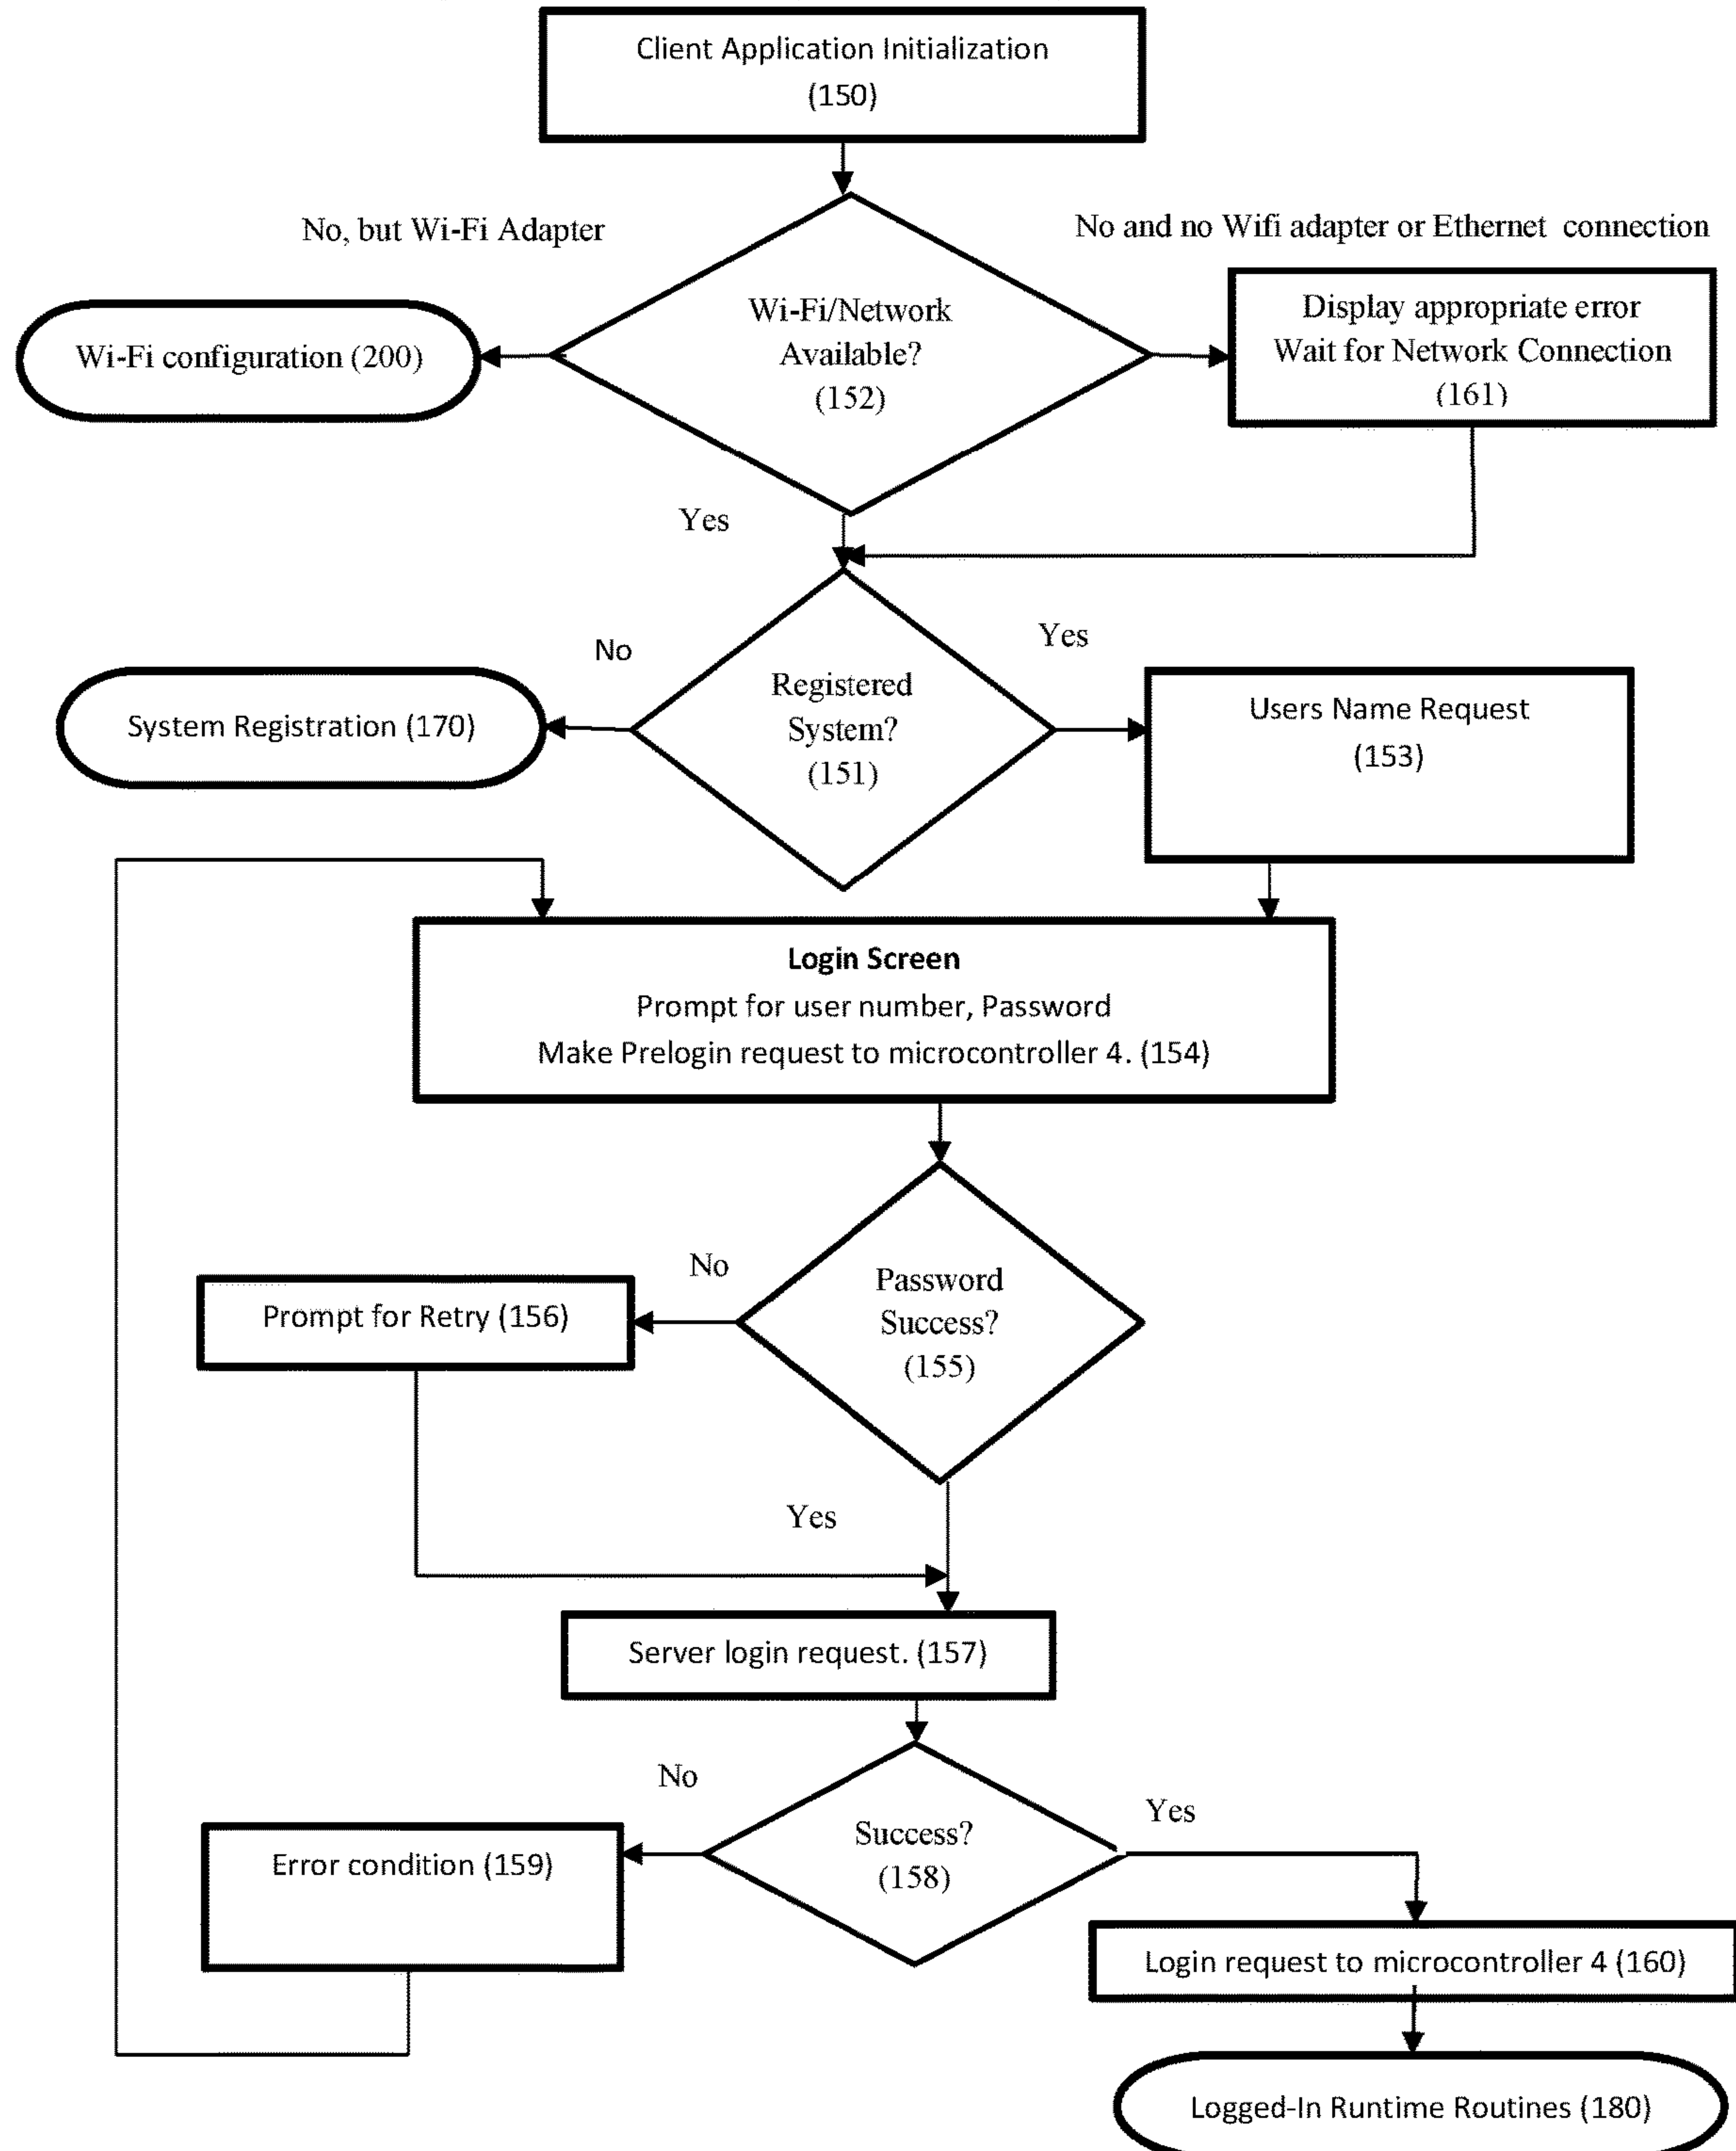 Client Application Initialization
(150)
No, but Wi-Fi Adapter
No and no Wifi adapter or Ethernet connection
Wi-Fi/Network
Available?
(152)
Wi-Fi configuration (200)
Display appropriate error
Wait for Network Connection
(161)
Yes
No
Yes
Registered
System?
(151)
System Registration (170)
Users Name Request
(153)
Login Screen
Prompt for user number, Password
Make Prelogin request to microcontroller 4. (154)
No
Password
Success?
(155)
Prompt for Retry (156)
Yes
Server login request. (157)
No
Yes
Success?
(158)
Error condition (159)
Login request to microcontroller 4 (160)
Logged-In Runtime Routines (180)